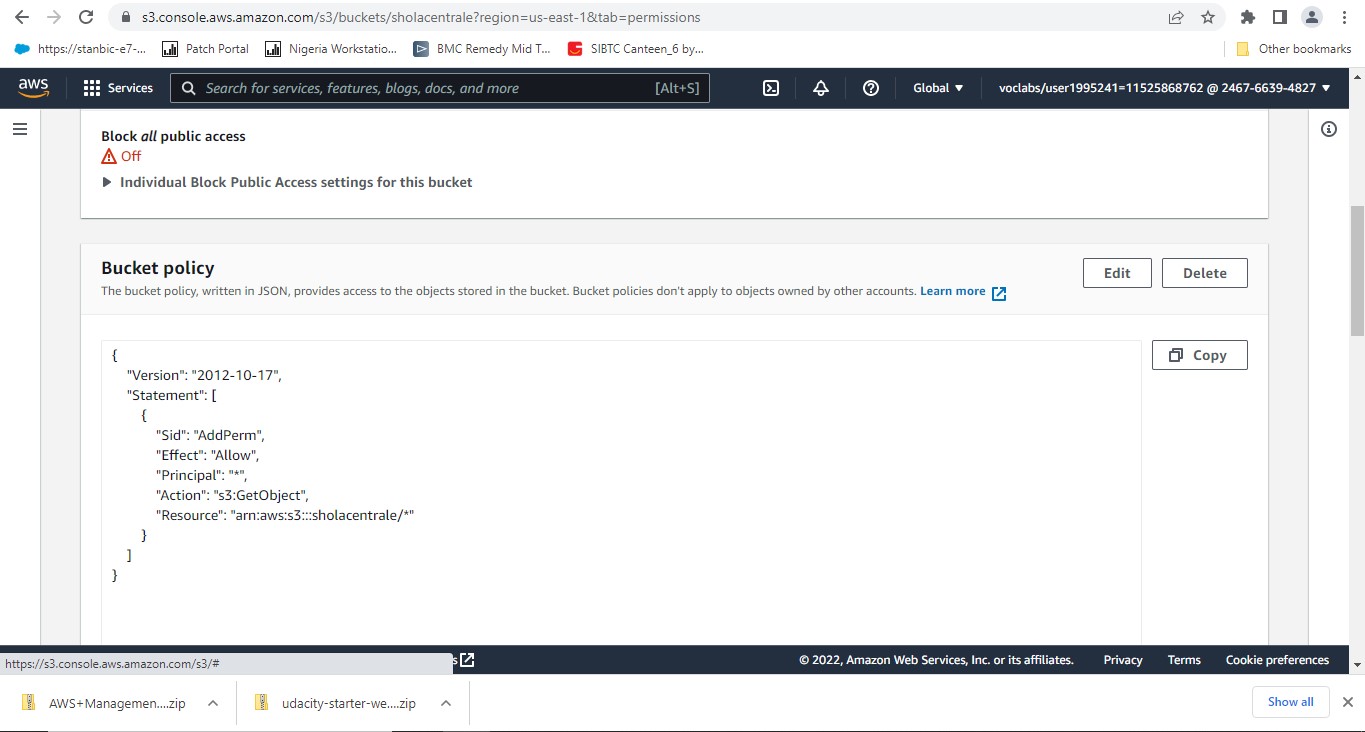 s3.console.aws.amazon.com/s3/buckets/sholacentrale?region=us-east-1&tab=permissions
https://stanbic-e7-... Patch Portal Nigeria Workstatio... BMC Remedy Mid T... SIBTC Canteen_6 by... Other bookmarks
aws Services Search for services, features, blogs, docs, and more [Alt+S] Global voclabs/user1995241=11525868762 @ 2467-6639-4827
Block all public access
Off
Individual Block Public Access settings for this bucket
Bucket policy Edit Delete
The bucket policy, written in JSON, provides access to the objects stored in the bucket. Bucket policies don't apply to objects owned by other accounts. Learn more
Copy
{
"Version": "2012-10-17",
"Statement": [
{
"Sid": "AddPerm",
"Effect": "Allow",
"Principal": "*",
"Action": "s3:GetObject",
"Resource": "arn:aws:s3:::sholacentrale/*"
}
]
}
https://s3.console.aws.amazon.com/s3/# © 2022, Amazon Web Services, Inc. or its affiliates. Privacy Terms Cookie preferences
AWS+Managemen....zip udacity-starter-we....zip Show all